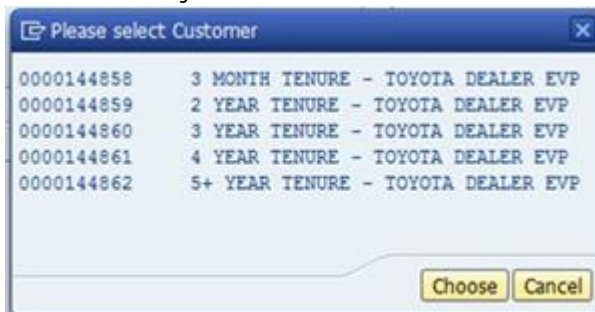 Please select Customer
0000144858 3 MONTH TENURE - TOYOTA DEALER EVP
0000144859 2 YEAR TENURE - TOYOTA DEALER EVP
0000144860 3 YEAR TENURE - TOYOTA DEALER EVP
0000144861 4 YEAR TENURE - TOYOTA DEALER EVP
0000144862 5+ YEAR TENURE - TOYOTA DEALER EVP
Choose Cancel